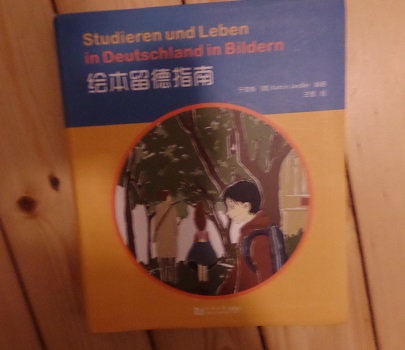 Studieren und Leben
in Deutschland in Bildern
绘本留德指南